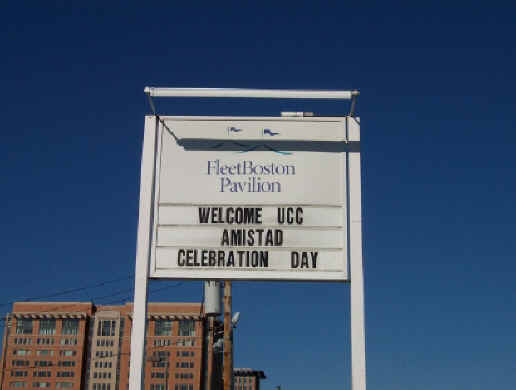 FleetBoston
Pavilion
WELCOME UCC
AMISTAD
CELEBRATION DAY